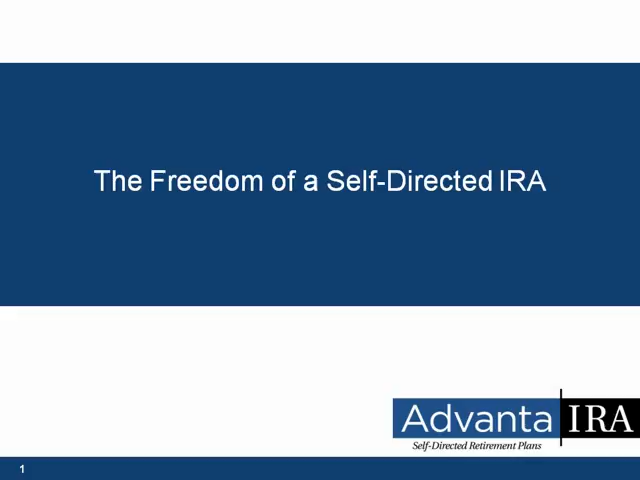 The Freedom of a Self-Directed IRA
Advanta IRA
Self-Directed Retirement Plans
1